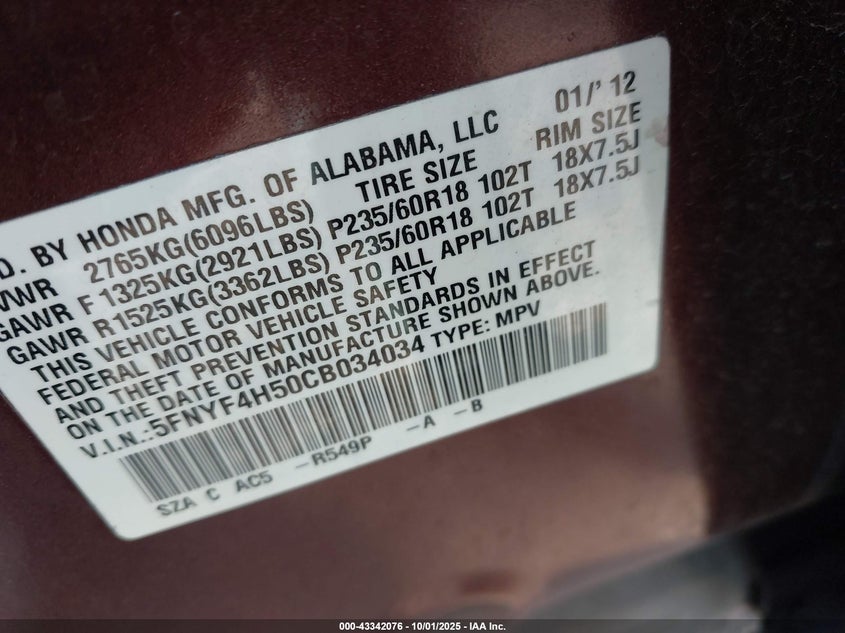 D. BY HONDA MFG. OF ALABAMA, LLC 01/'12
VWR 2765KG(6096LBS) TIRE SIZE RIM SIZE
GAWR F 1325KG(2921LBS) P235/60R18 102T 18X7.5J
GAWR R1525KG(3362LBS) P235/60R18 102T 18X7.5J
THIS VEHICLE CONFORMS TO ALL APPLICABLE
FEDERAL MOTOR VEHICLE SAFETY
AND THEFT PREVENTION STANDARDS IN EFFECT
ON THE DATE OF MANUFACTURE SHOWN ABOVE.
V.I.N.:5FNYF4H50CB034034 TYPE: MPV
SZA C AC5 -R549P -A -B
000-43342076 - 10/01/2025 - IAA Inc.